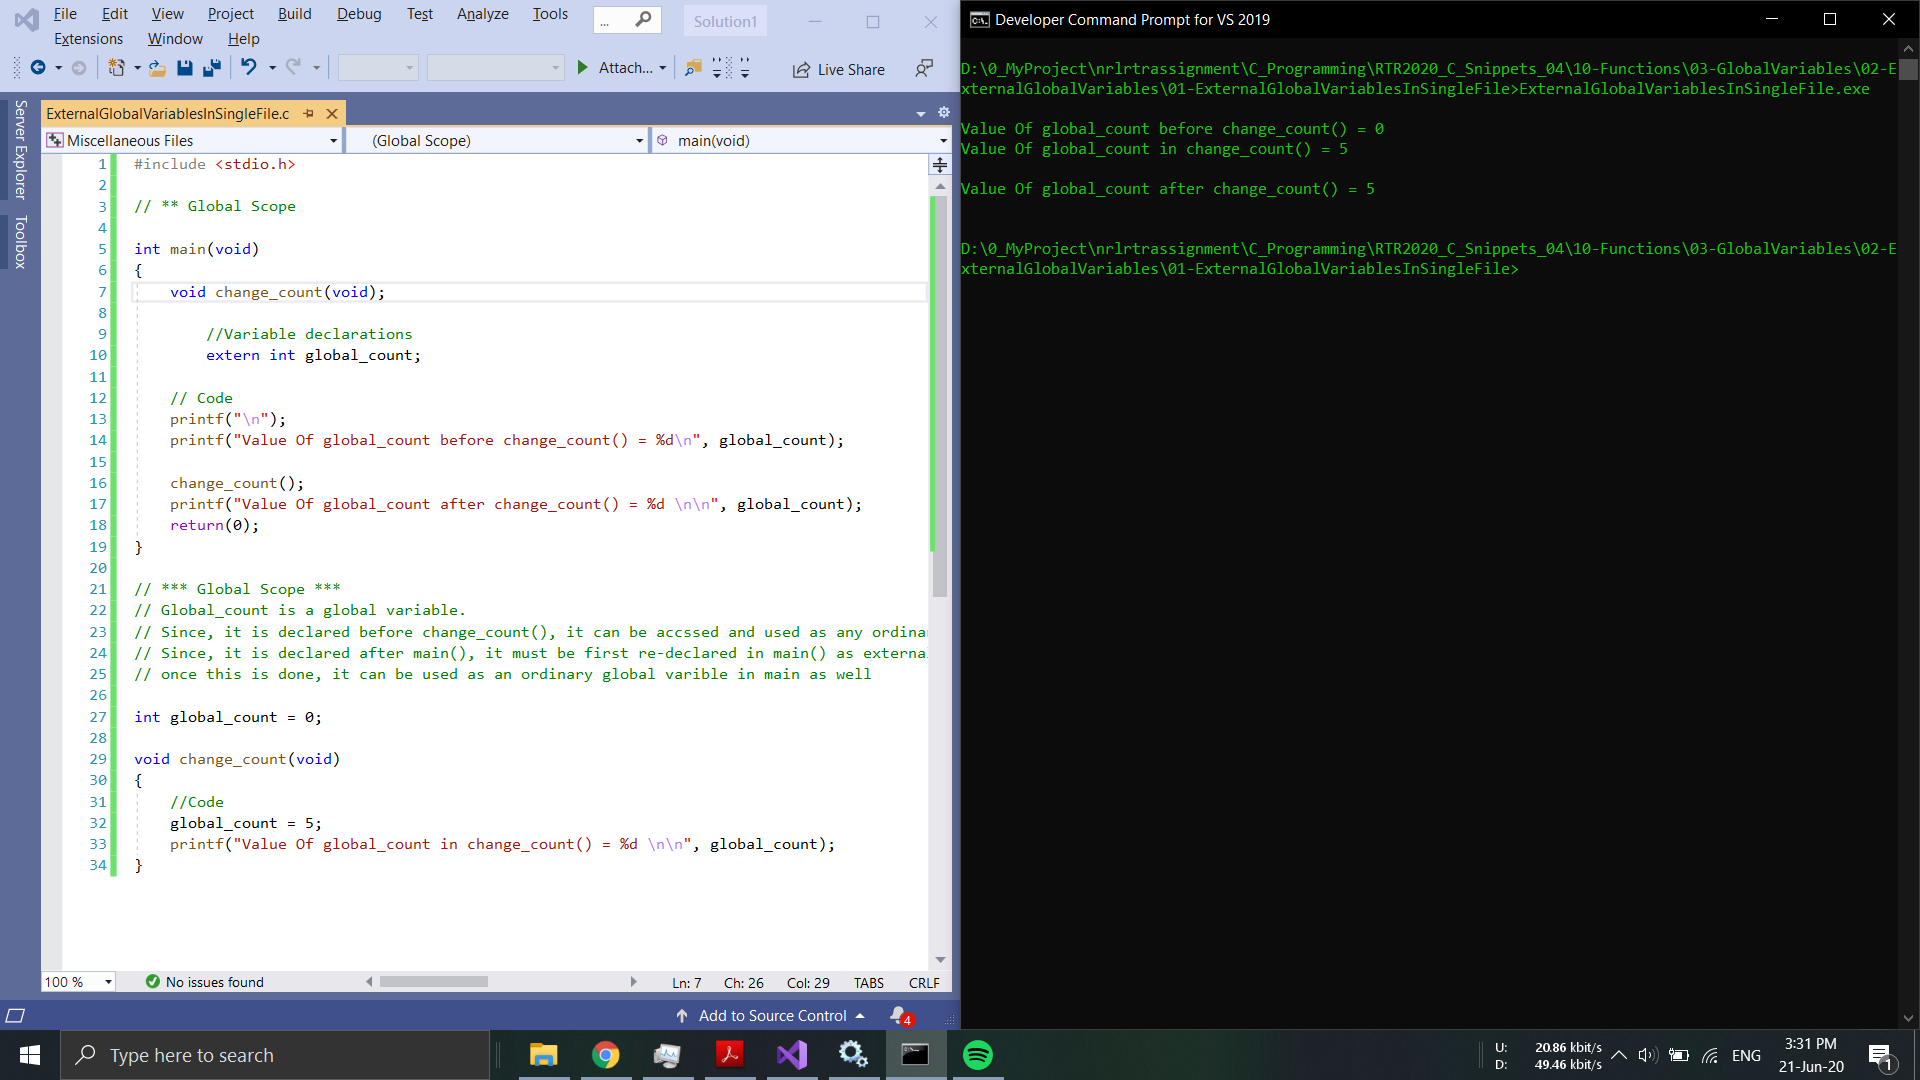 File Edit View Project Build Debug Test Analyze Tools ... Solution1
Extensions Window Help
Attach... Live Share
Server Explorer
Toolbox
ExternalGlobalVariablesInSingleFile.c
Miscellaneous Files (Global Scope) main(void)
1 #include <stdio.h>
2
3 // ** Global Scope
4
5 int main(void)
6 {
7 void change_count(void);
8
9 //Variable declarations
10 extern int global_count;
11
12 // Code
13 printf("\n");
14 printf("Value Of global_count before change_count() = %d\n", global_count);
15
16 change_count();
17 printf("Value Of global_count after change_count() = %d \n\n", global_count);
18 return(0);
19 }
20
21 // *** Global Scope ***
22 // Global_count is a global variable.
23 // Since, it is declared before change_count(), it can be accssed and used as any ordina
24 // Since, it is declared after main(), it must be first re-declared in main() as externa
25 // once this is done, it can be used as an ordinary global varible in main as well
26
27 int global_count = 0;
28
29 void change_count(void)
30 {
31 //Code
32 global_count = 5;
33 printf("Value Of global_count in change_count() = %d \n\n", global_count);
34 }
100 % No issues found Ln: 7 Ch: 26 Col: 29 TABS CRLF
Add to Source Control 4
Developer Command Prompt for VS 2019
D:\0_MyProject\nrlrtrassignment\C_Programming\RTR2020_C_Snippets_04\10-Functions\03-GlobalVariables\02-E
xternalGlobalVariables\01-ExternalGlobalVariablesInSingleFile>ExternalGlobalVariablesInSingleFile.exe
Value Of global_count before change_count() = 0
Value Of global_count in change_count() = 5
Value Of global_count after change_count() = 5
D:\0_MyProject\nrlrtrassignment\C_Programming\RTR2020_C_Snippets_04\10-Functions\03-GlobalVariables\02-E
xternalGlobalVariables\01-ExternalGlobalVariablesInSingleFile>
Type here to search
U: 20.86 kbit/s
D: 49.46 kbit/s
ENG
3:31 PM
21-Jun-20
1